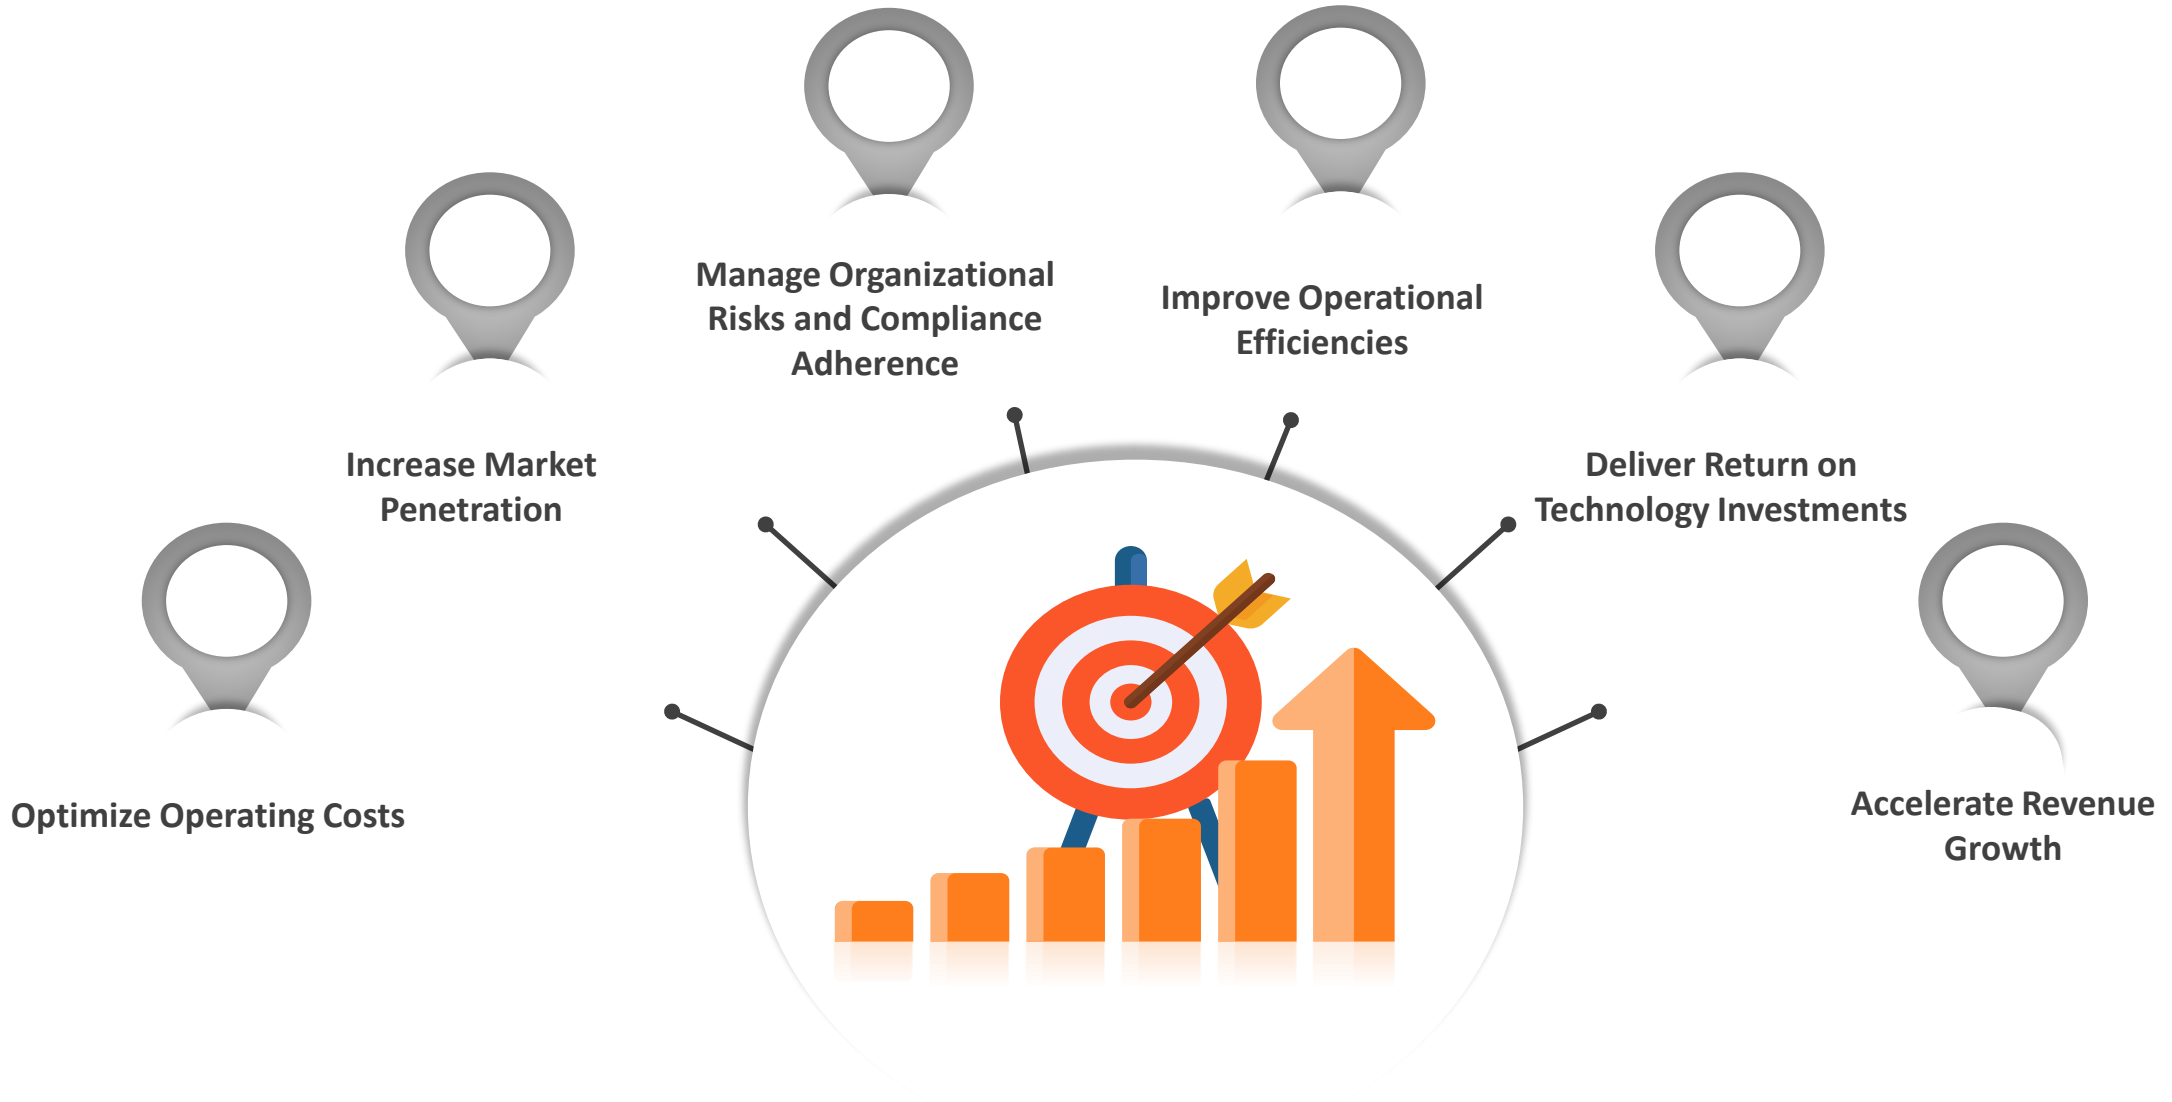 Manage Organizational
Risks and Compliance
Adherence
Improve Operational
Efficiencies
Increase Market
Penetration
Deliver Return on
Technology Investments
Optimize Operating Costs
Accelerate Revenue
Growth